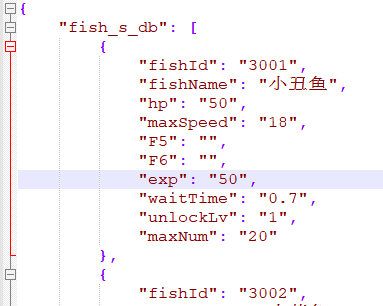 {
"fish_s_db": [
{
"fishId": "3001",
"fishName": "小丑鱼",
"hp": "50",
"maxSpeed": "18",
"F5": "",
"F6": "",
"exp": "50",
"waitTime": "0.7",
"unlockLv": "1",
"maxNum": "20"
},
{
"fishId": "3002",